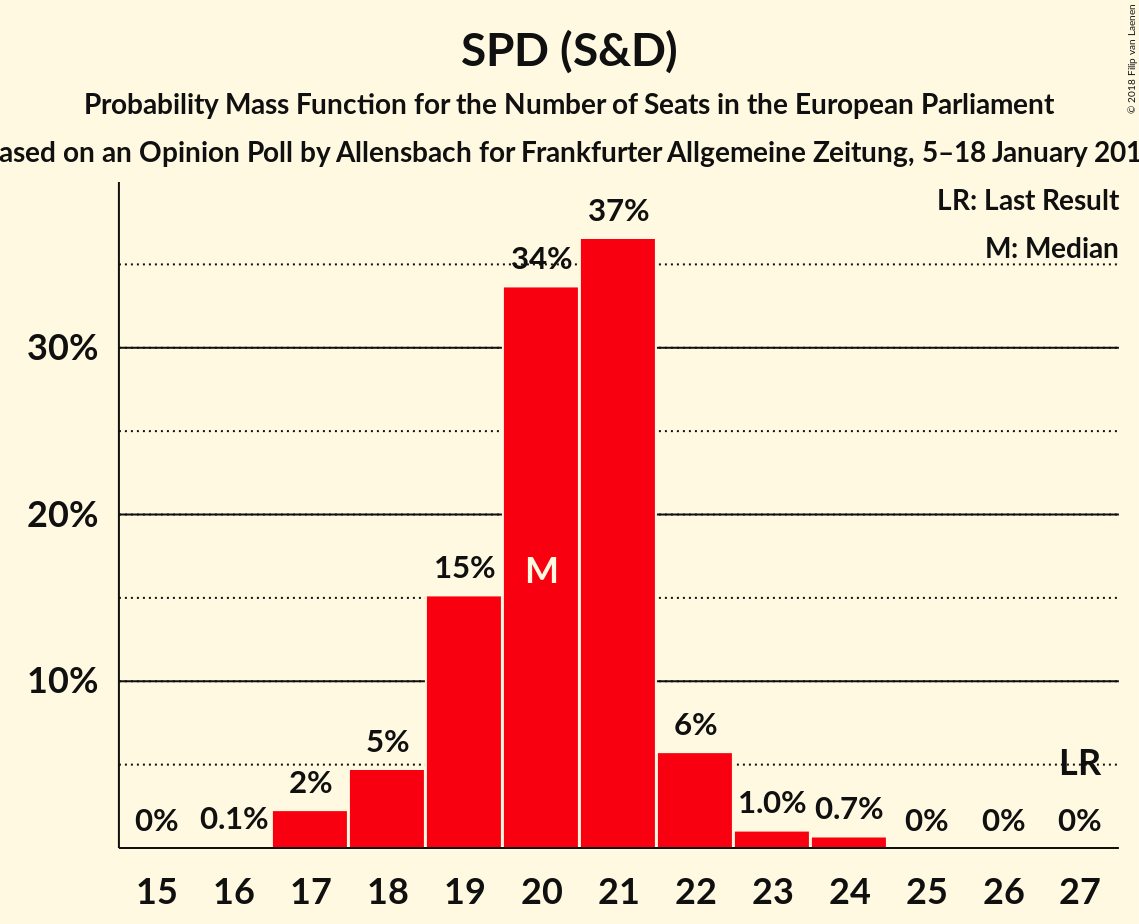 SPD (S&D)
Probability Mass Function for the Number of Seats in the European Parliament
ased on an Opinion Poll by Allensbach for Frankfurter Allgemeine Zeitung, 5–18 January 201
© 2018 Filip van Laenen
LR: Last Result
M: Median
37%
34%
30%
20%
15%
M
10%
6%
5%
LR
2%
1.0%
0.7%
0%
0.1%
0%
0%
0%
15 16 17 18 19 20 21 22 23 24 25 26 27